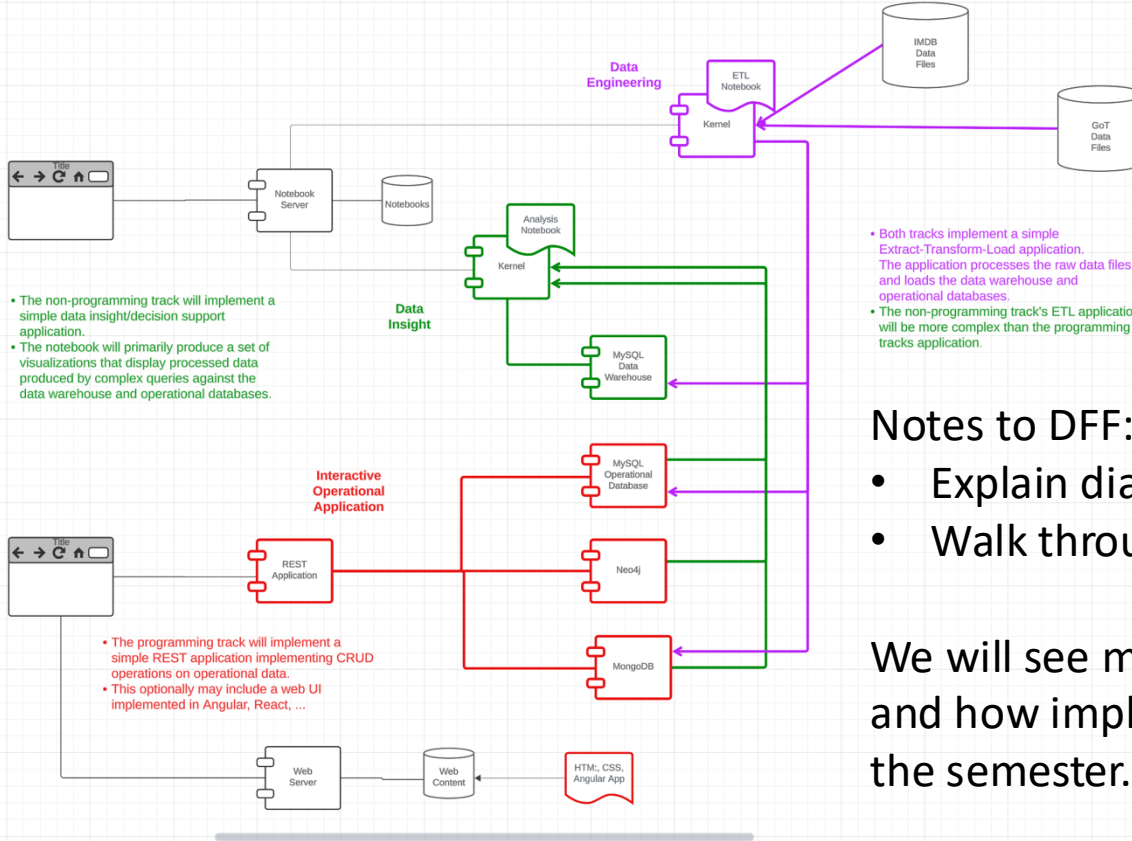 IMDB
Data
Files
Data
Engineering
ETL
Notebook
Kernel
GoT
Data
Files
Title
Notebook
Server
Notebooks
Analysis
Notebook
Kernel
• Both tracks implement a simple
Extract-Transform-Load application.
The application processes the raw data files
and loads the data warehouse and
operational databases.
• The non-programming track's ETL applicatio
will be more complex than the programming
tracks application.
• The non-programming track will implement a
simple data insight/decision support
application.
• The notebook will primarily produce a set of
visualizations that display processed data
produced by complex queries against the
data warehouse and operational databases.
Data
Insight
MySQL
Data
Warehouse
Notes to DFF:
• Explain dia
• Walk throu
MySQL
Operational
Database
Interactive
Operational
Application
Title
REST
Application
Neo4j
• The programming track will implement a
simple REST application implementing CRUD
operations on operational data.
• This optionally may include a web UI
implemented in Angular, React, ...
MongoDB
We will see m
and how impl
the semester.
Web
Server
Web
Content
HTM:, CSS,
Angular App